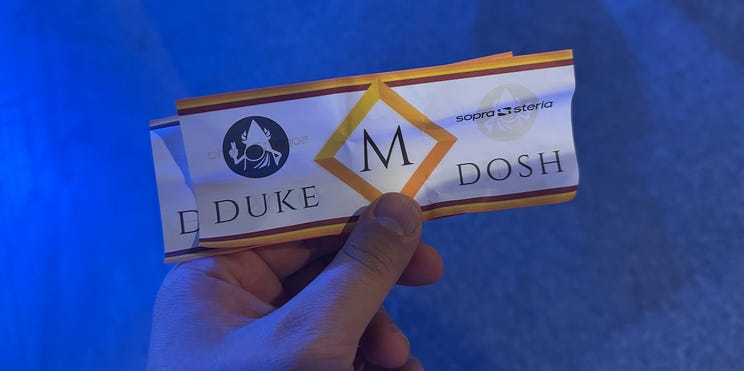 sopra steria
M
DUKE
DOSH
D